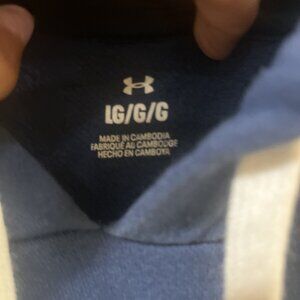 LG/G/G
MADE IN CAMBODIA
FABRIQUÉ AU CAMBODGE
HECHO EN CAMBOYA